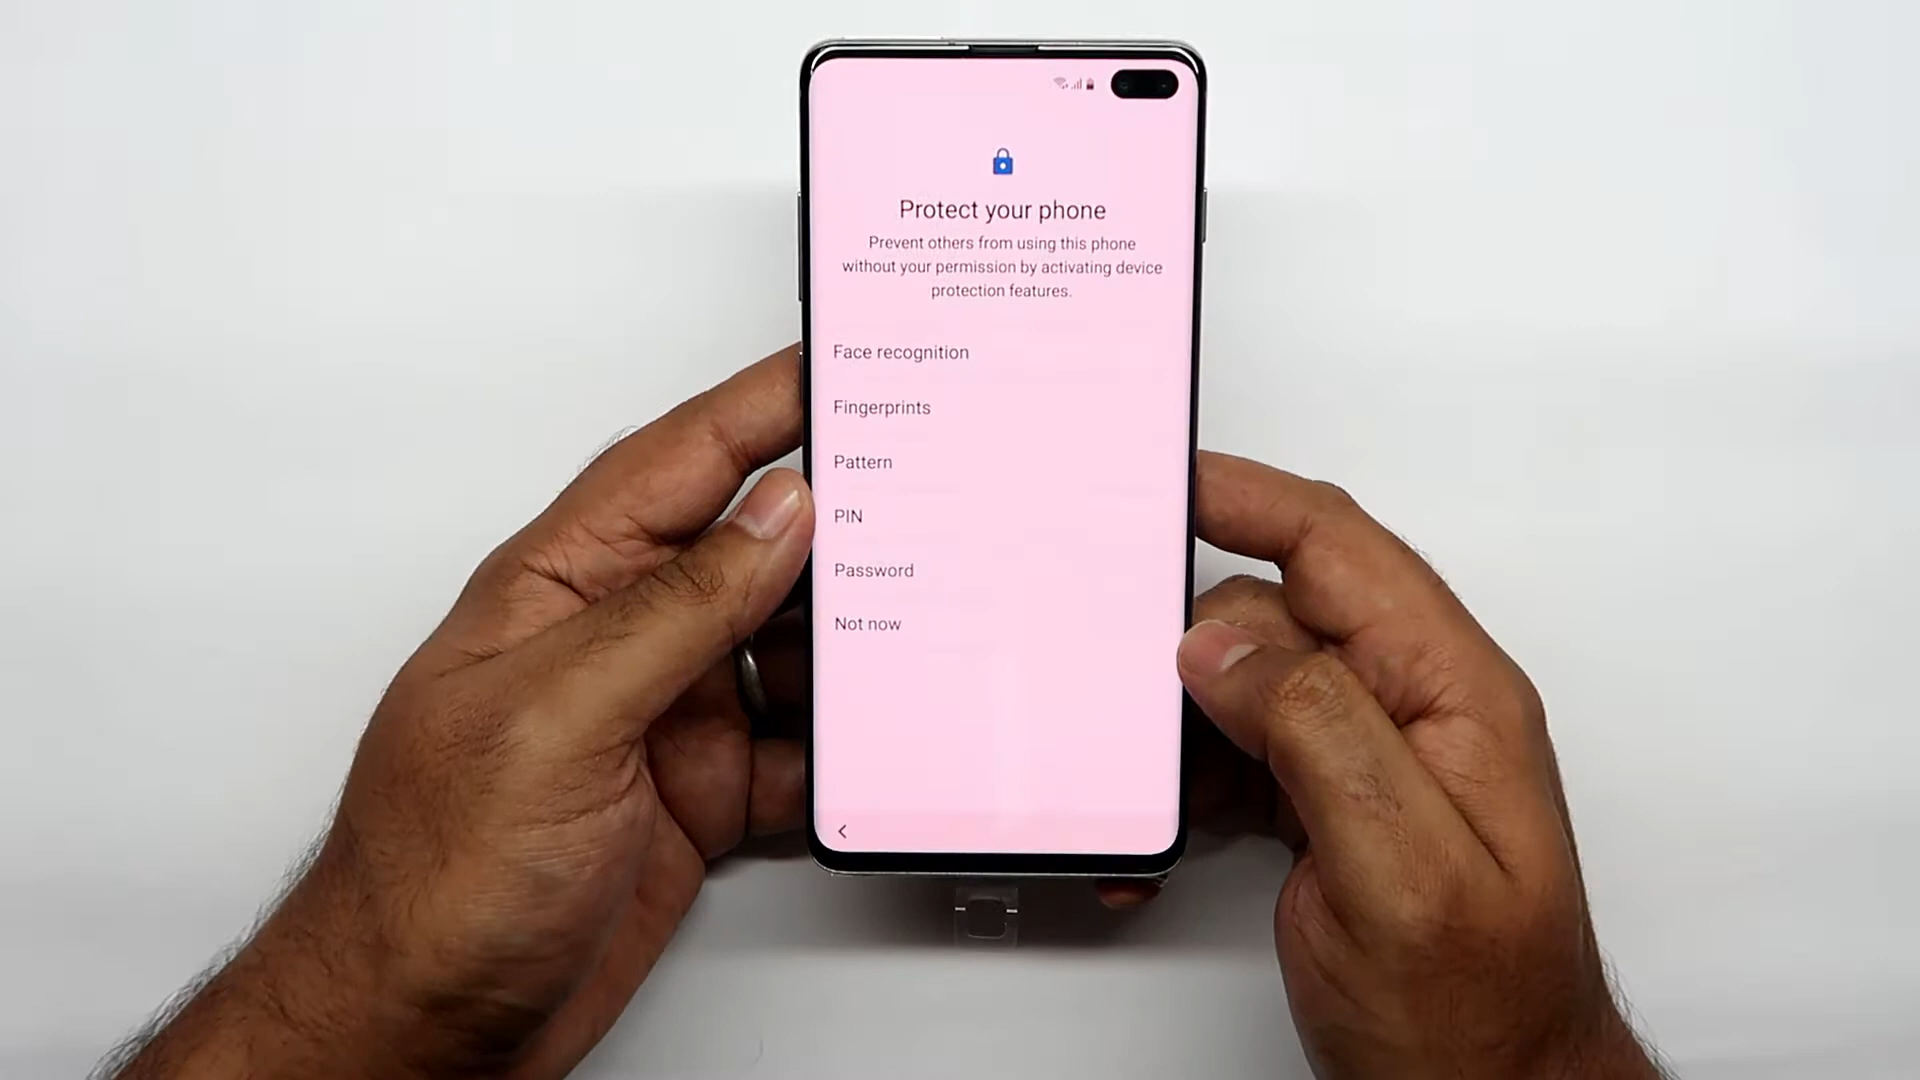 Protect your phone
Prevent others from using this phone
without your permission by activating device
protection features.
Face recognition
Fingerprints
Pattern
PIN
Password
Not now